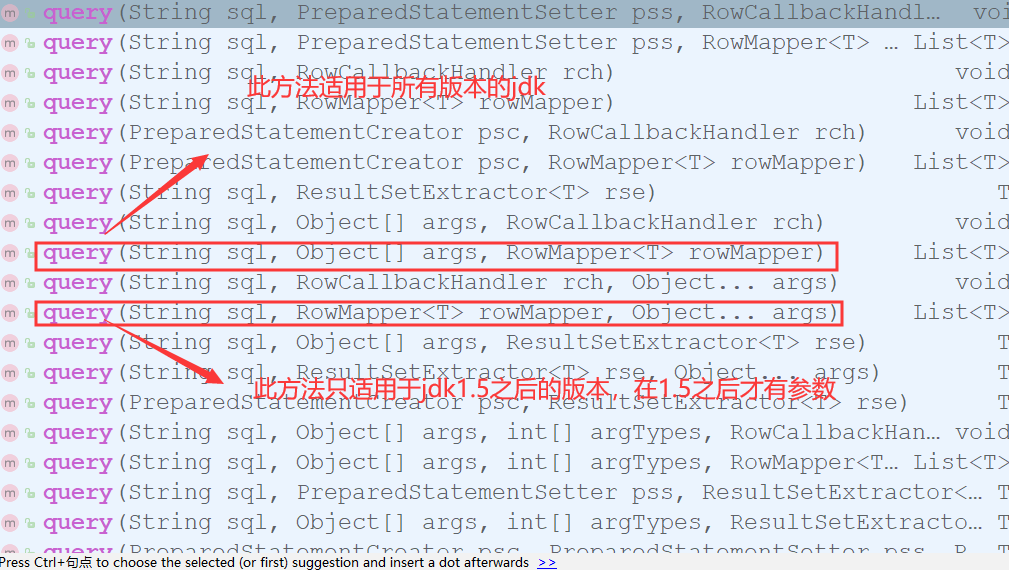 query(String sql, PreparedStatementSetter pss, RowCallbackHandl… voi
query(String sql, PreparedStatementSetter pss, RowMapper<T> … List<T>
query(String sql, RowCallbackHandler rch) void
此方法适用于所有版本的jdk
query(String sql, RowMapper<T> rowMapper) List<T>
query(PreparedStatementCreator psc, RowCallbackHandler rch) void
query(PreparedStatementCreator psc, RowMapper<T> rowMapper) List<T>
query(String sql, ResultSetExtractor<T> rse) T
query(String sql, Object[] args, RowCallbackHandler rch) void
query(String sql, Object[] args, RowMapper<T> rowMapper) List<T>
query(String sql, RowCallbackHandler rch, Object... args) void
query(String sql, RowMapper<T> rowMapper, Object... args) List<T>
query(String sql, Object[] args, ResultSetExtractor<T> rse) T
query(String sql, ResultSetExtractor<T> rse, Object... args) T
此方法只适用于jdk1.5之后的版本，在1.5之后才有参数
query(PreparedStatementCreator psc, ResultSetExtractor<T> rse) T
query(String sql, Object[] args, int[] argTypes, RowCallbackHan… void
query(String sql, Object[] args, int[] argTypes, RowMapper<T… List<T>
query(String sql, PreparedStatementSetter pss, ResultSetExtractor<… T
query(String sql, Object[] args, int[] argTypes, ResultSetExtracto… T
query(PreparedStatementCreator psc, PreparedStatementSetter pss, R… T
Press Ctrl+句点 to choose the selected (or first) suggestion and insert a dot afterwards >>